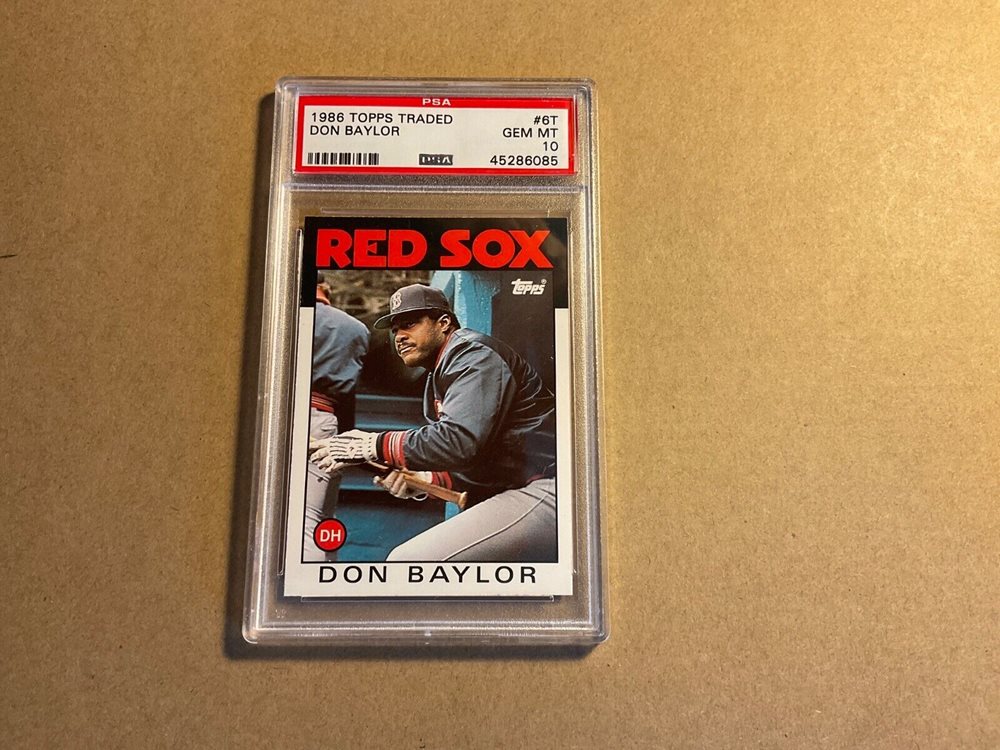 PSA
1986 TOPPS TRADED #6T
DON BAYLOR GEM MT
10
PSA 45286085
RED SOX
topps®
B
DH
DON BAYLOR